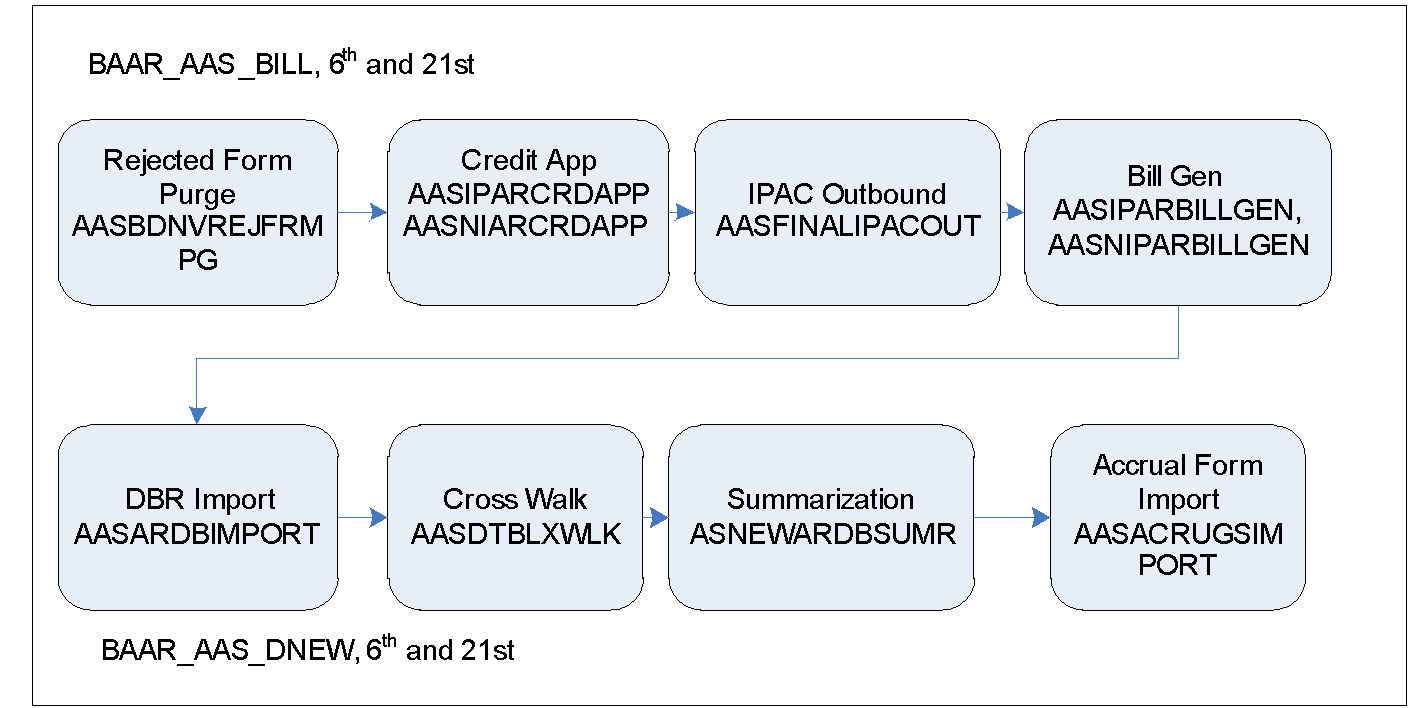 BAAR_AAS_BILL, 6th and 21st
Rejected Form
Purge
AASBDNVREJFRM
PG
Credit App
AASIPARCRDAPP
AASNIARCRDAPP
IPAC Outbound
AASFINALIPACOUT
Bill Gen
AASIPARBILLGEN,
AASNIPARBILLGEN
DBR Import
AASARDBIMPORT
Cross Walk
AASDTBLXWLK
Summarization
ASNEWARDBSUMR
Accrual Form
Import
AASACRUGSIM
PORT
BAAR_AAS_DNEW, 6th and 21st